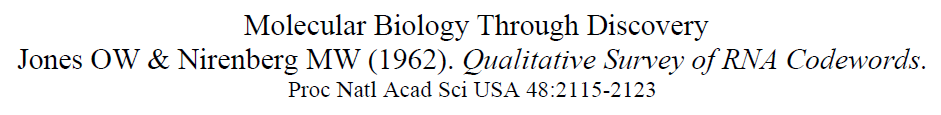 Molecular Biology Through Discovery
Jones OW & Nirenberg MW (1962). Qualitative Survey of RNA Codewords.
Proc Natl Acad Sci USA 48:2115-2123